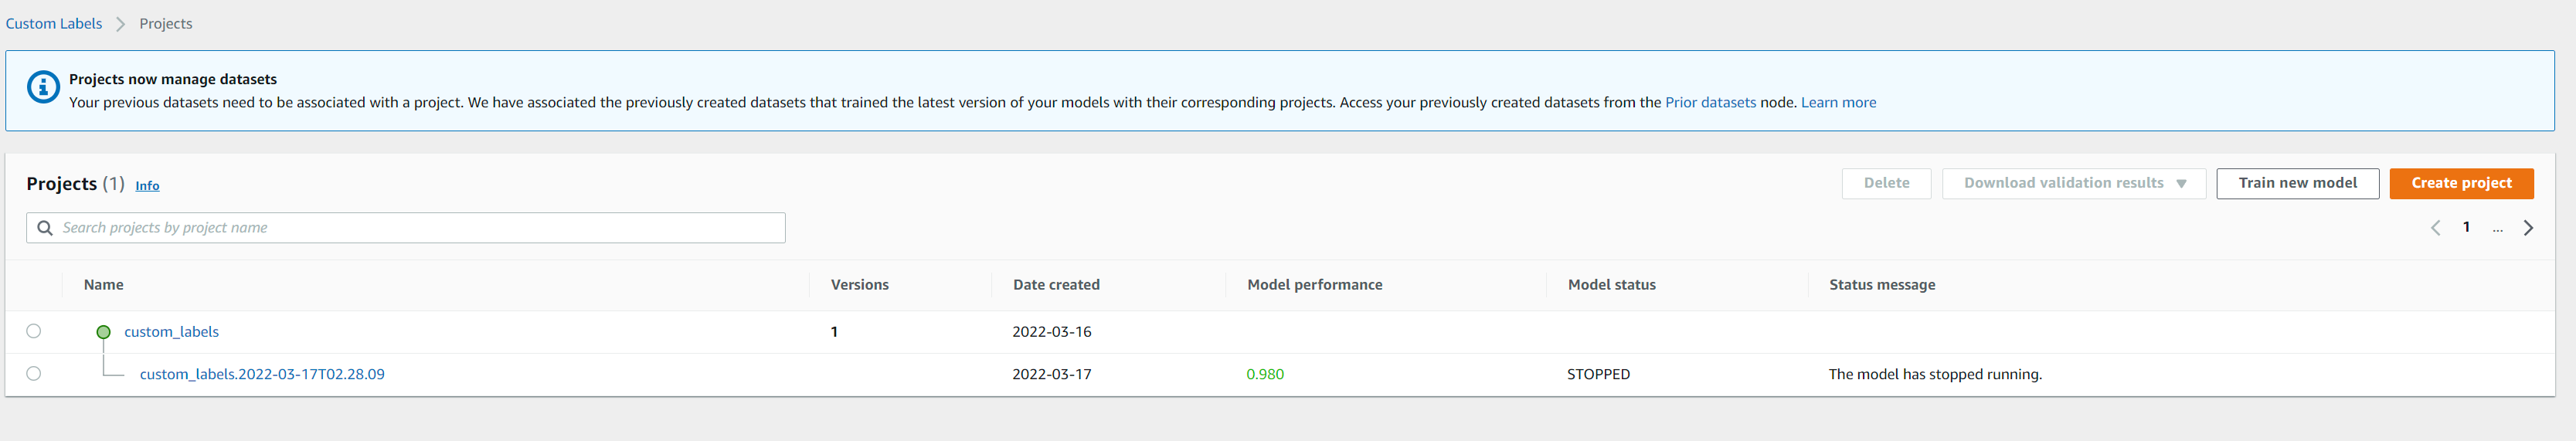 Custom Labels > Projects
Projects now manage datasets
Your previous datasets need to be associated with a project. We have associated the previously created datasets that trained the latest version of your models with their corresponding projects. Access your previously created datasets from the Prior datasets node. Learn more
Projects (1) Info
Delete
Download validation results ▼
Train new model
Create project
Search projects by project name
< 1 ... >
Name Versions Date created Model performance Model status Status message
custom_labels 1 2022-03-16
custom_labels.2022-03-17T02.28.09 2022-03-17 0.980 STOPPED The model has stopped running.